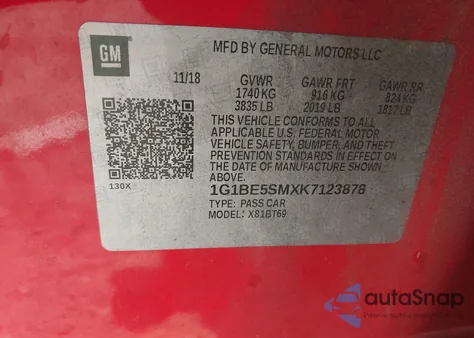 GM
MFD BY GENERAL MOTORS LLC
11/18 GVWR GAWR FRT GAWR RR
1740 KG 916 KG 824 KG
3835 LB 2019 LB 1817 LB
THIS VEHICLE CONFORMS TO ALL
APPLICABLE U.S. FEDERAL MOTOR
VEHICLE SAFETY, BUMPER, AND THEFT
PREVENTION STANDARDS IN EFFECT ON
THE DATE OF MANUFACTURE SHOWN
ABOVE.
1G1BE5SMXK7123878
TYPE: PASS CAR
MODEL: X81BT69
130X
autoSnap